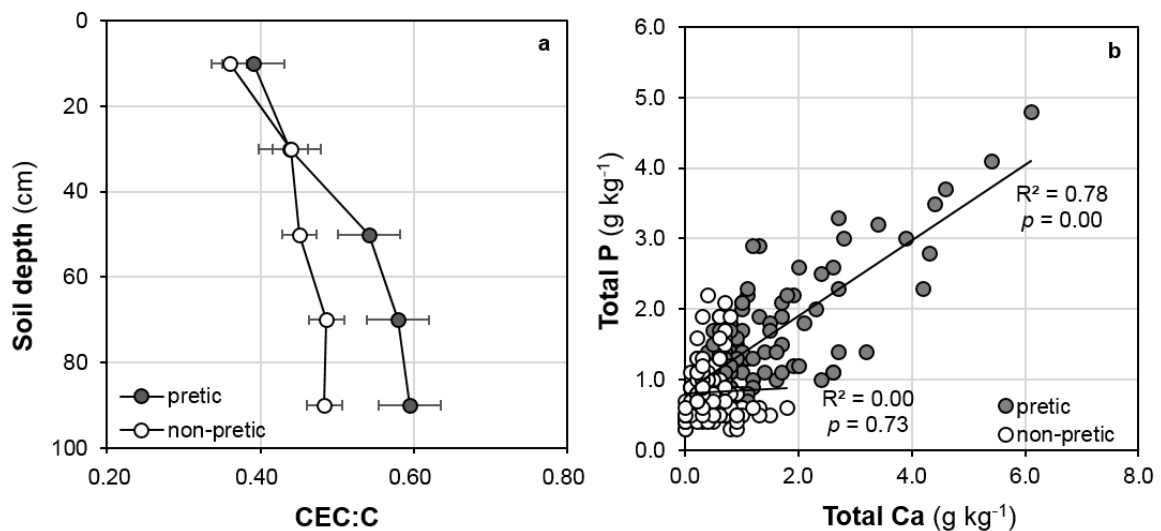 a
0
20
40
60
80
100
Soil depth (cm)
pretic
non-pretic
0.20 0.40 0.60 0.80
CEC:C
b
6.0
5.0
4.0
3.0
2.0
1.0
0.0
Total P (g kg⁻¹)
R² = 0.78
p = 0.00
R² = 0.00
p = 0.73
pretic
non-pretic
0.0 2.0 4.0 6.0 8.0
Total Ca (g kg⁻¹)